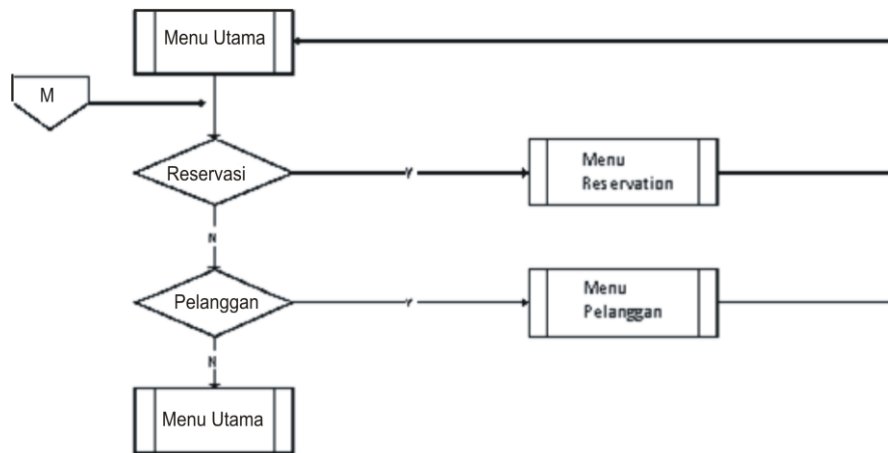 Menu Utama
M
Reservasi
Y
Menu
Reservation
N
Pelanggan
Y
Menu
Pelanggan
N
Menu Utama